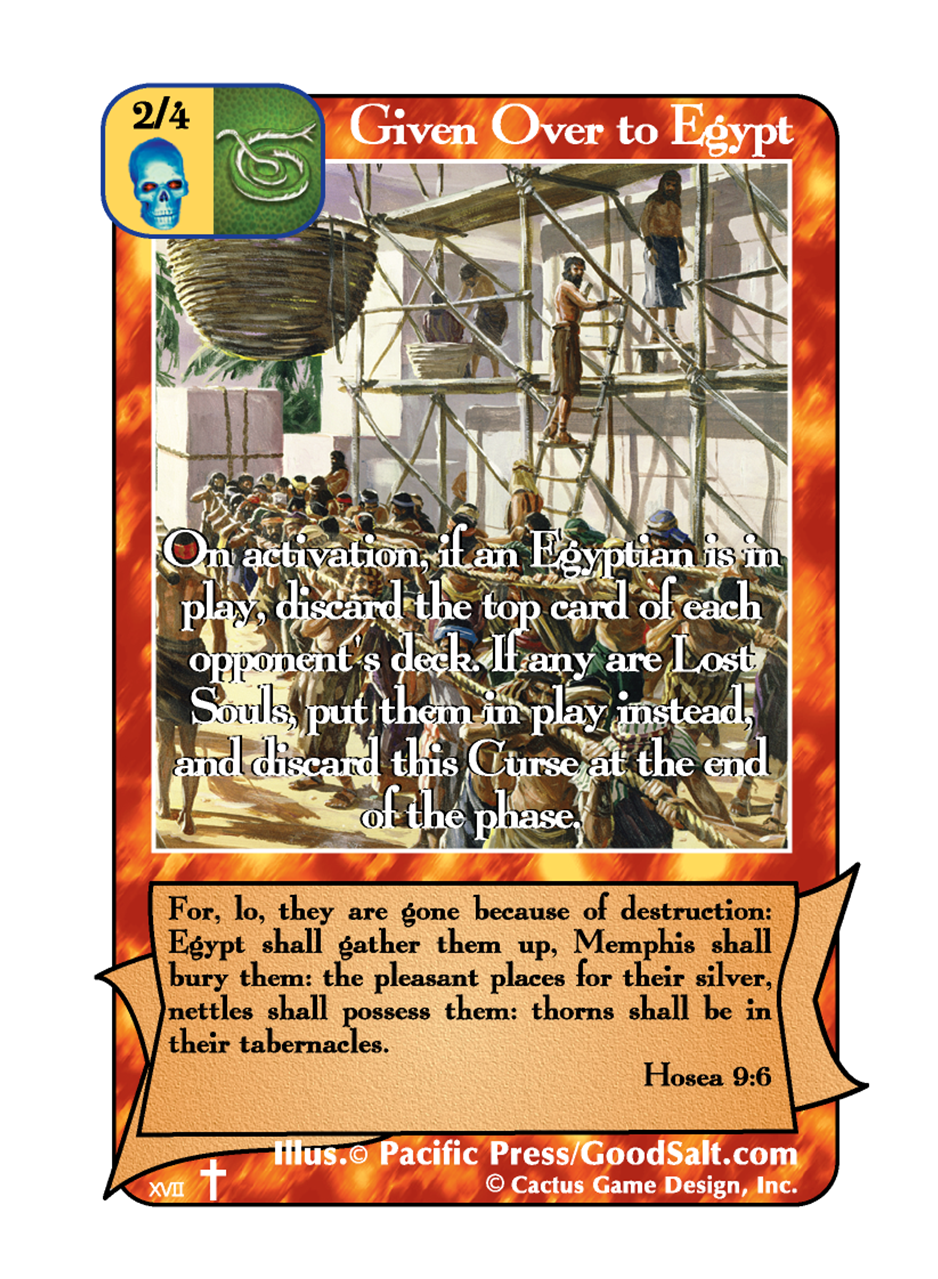 2/4
Given Over to Egypt
On activation, if an Egyptian is in
play, discard the top card of each
opponent's deck. If any are Lost
Souls, put them in play instead,
and discard this Curse at the end
of the phase.
For, lo, they are gone because of destruction:
Egypt shall gather them up, Memphis shall
bury them: the pleasant places for their silver,
nettles shall possess them: thorns shall be in
their tabernacles.
Hosea 9:6
Illus.© Pacific Press/GoodSalt.com
XVII
© Cactus Game Design, Inc.